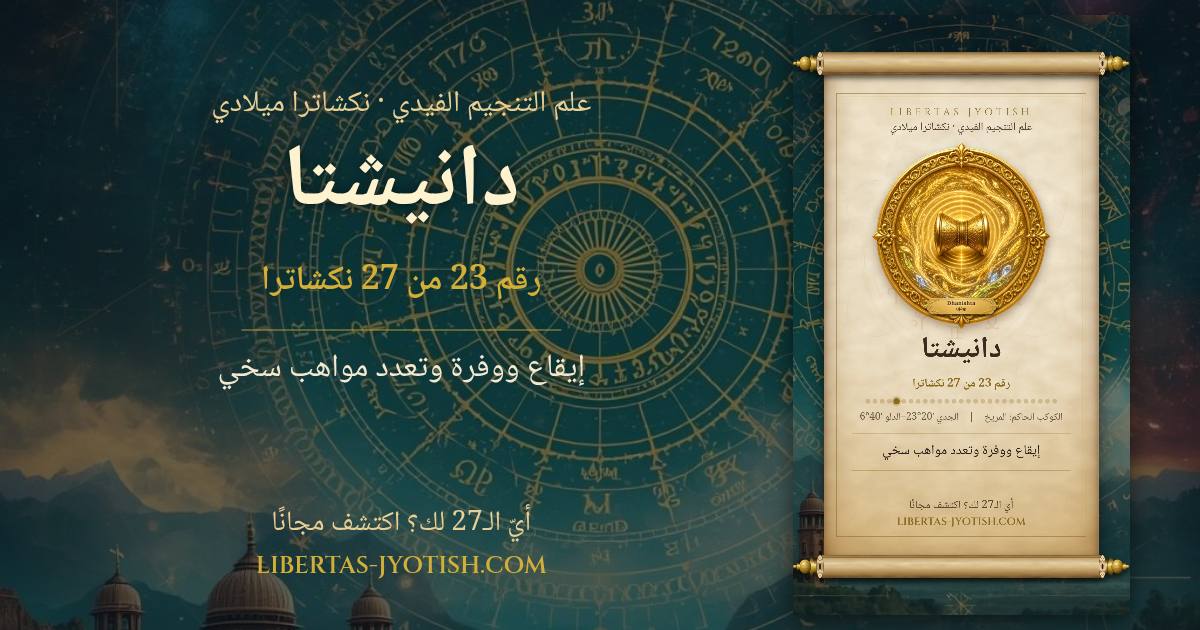 علم التنجيم الفيدي · نكشاترا ميلادي
دانيشتا
رقم 23 من 27 نكشاترا
إيقاع ووفرة وتعدد مواهب سخي
أيّ الـ27 لك؟ اكتشف مجانًا
LIBERTAS-JYOTISH.COM
LIBERTAS JYOTISH
علم التنجيم الفيدي · نكشاترا ميلادي
Dhanishta
دانيشتا
رقم 23 من 27 نكشاترا
الكوكب الحاكم: المريخ | الجدي 20'23°–الدلو 40'6°
إيقاع ووفرة وتعدد مواهب سخي
أي الـ27 لك؟ اكتشف مجانًا
LIBERTAS-JYOTISH.COM